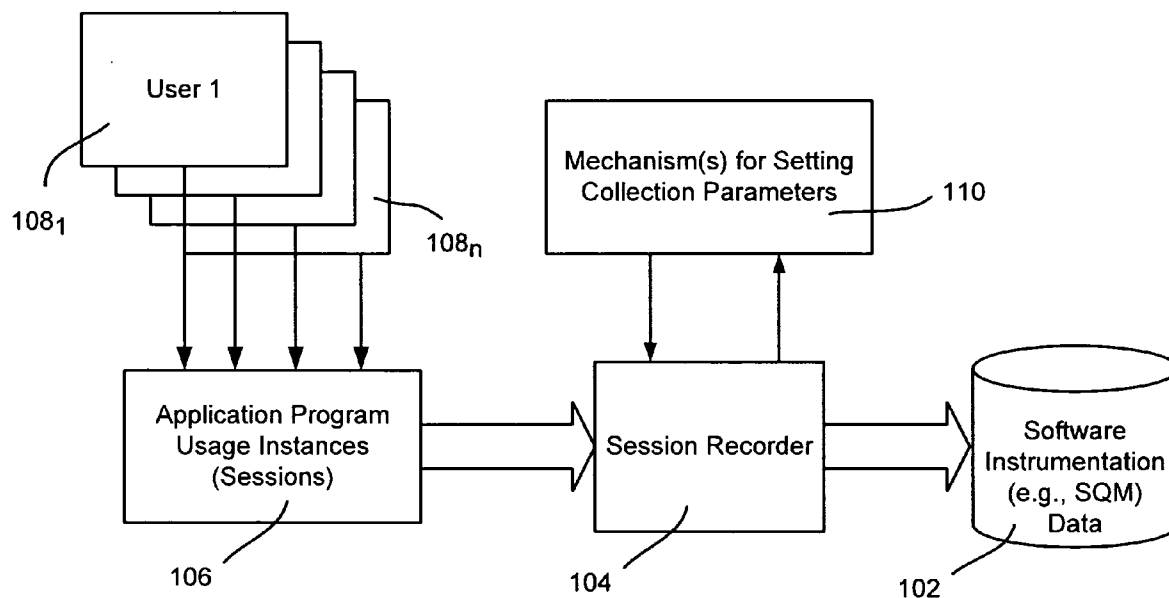 User 1
108₁
108ₙ
Mechanism(s) for Setting
Collection Parameters
110
Application Program
Usage Instances
(Sessions)
106
Session Recorder
104
Software
Instrumentation
(e.g., SQM)
Data
102